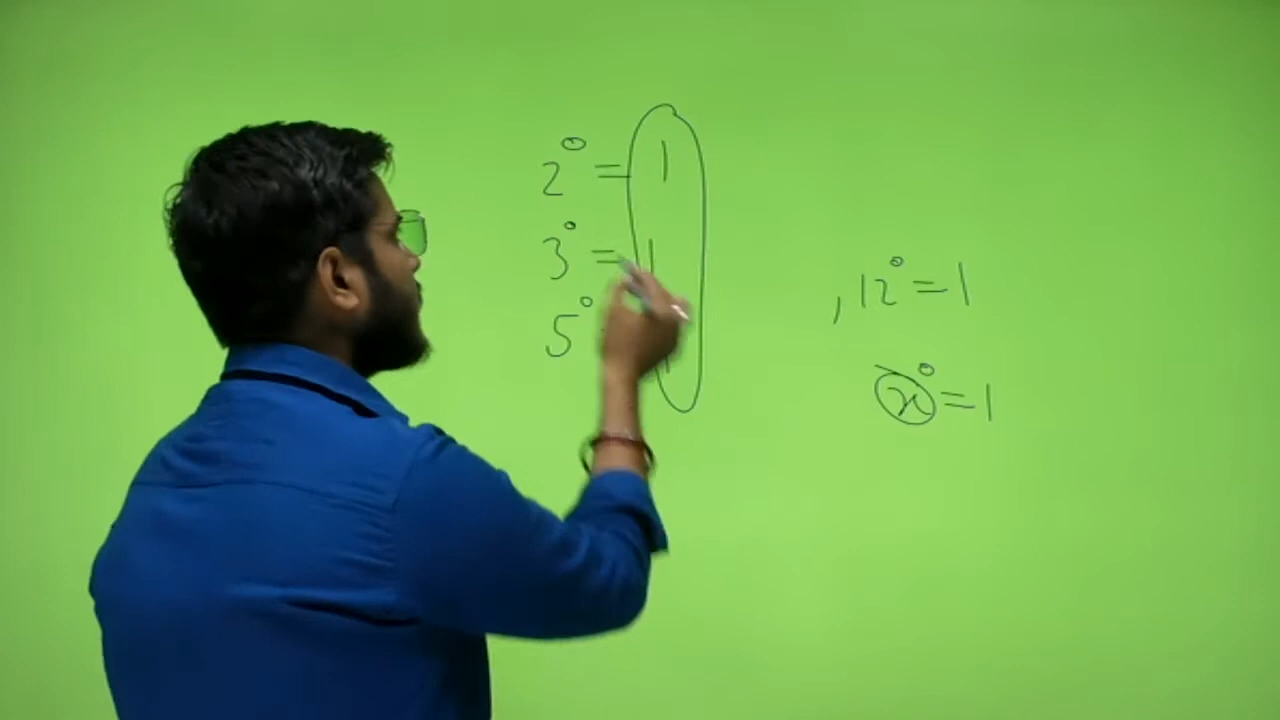 2⁰ = 1
3⁰ = 1
5⁰
, 12⁰ = 1
x⁰ = 1